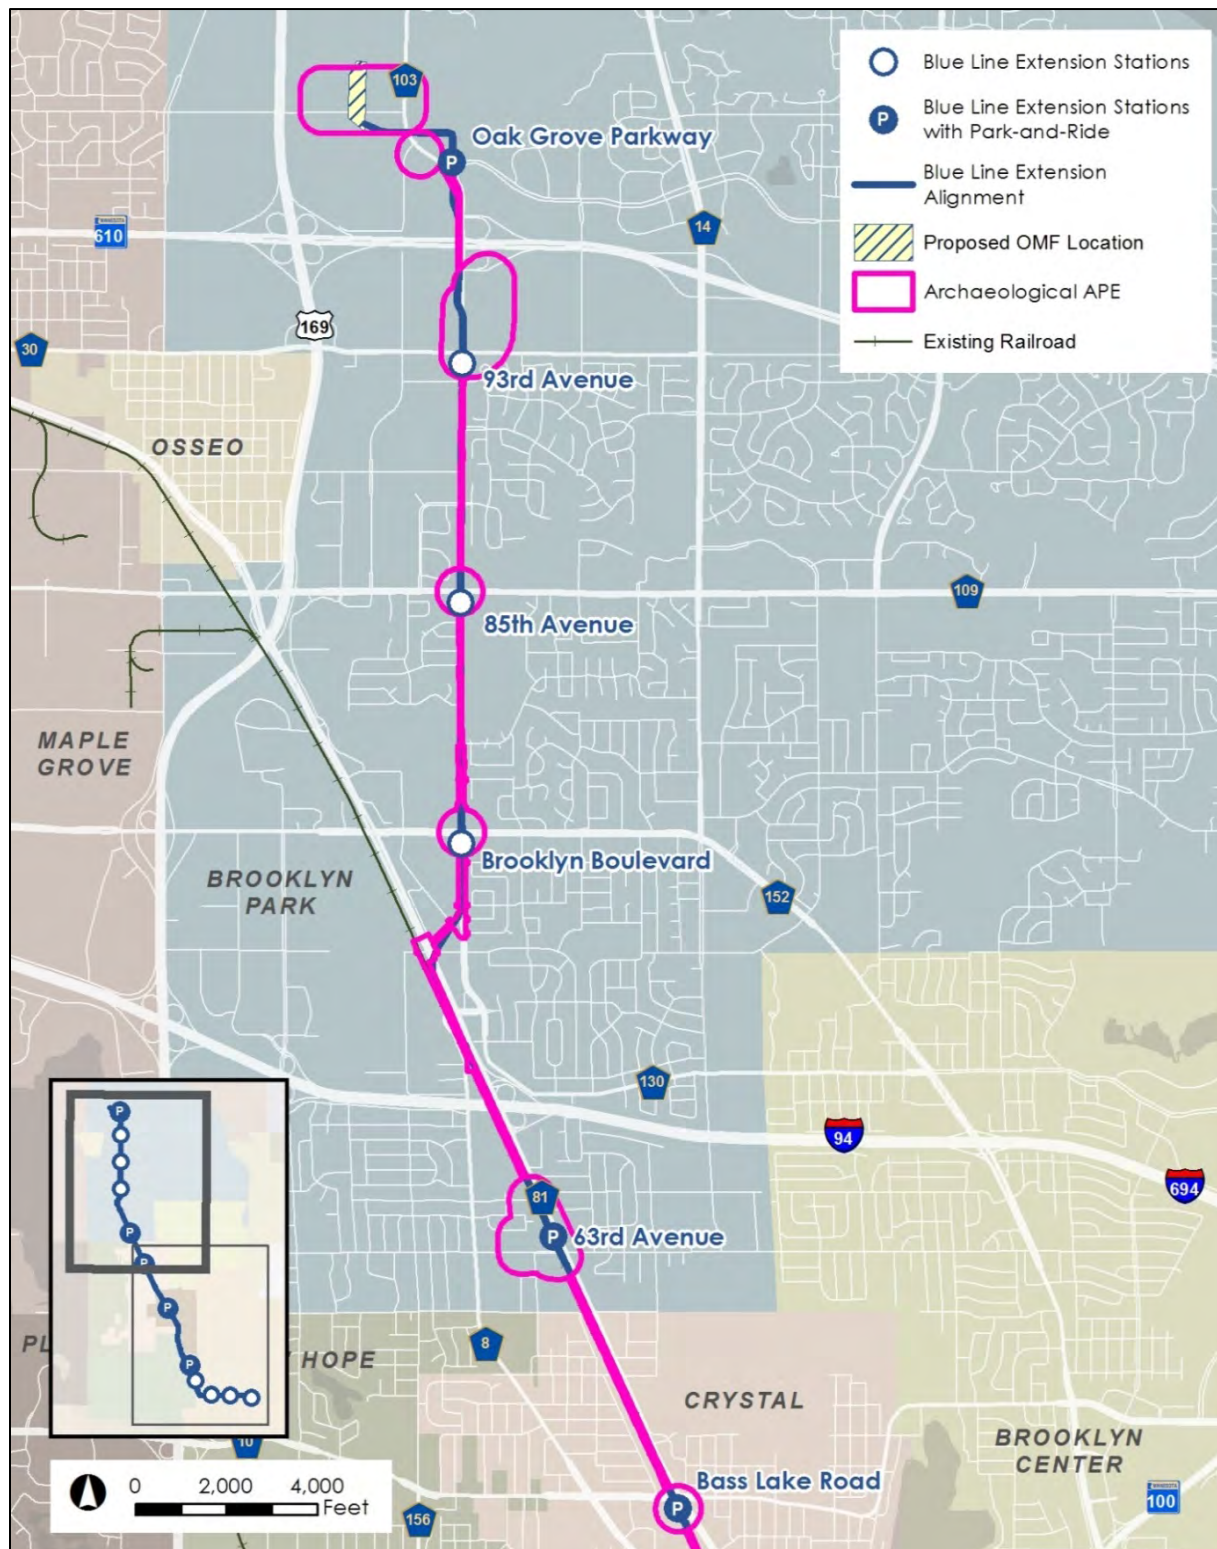 Blue Line Extension Stations
P
Blue Line Extension Stations
with Park-and-Ride
Blue Line Extension
Alignment
Proposed OMF Location
Archaeological APE
Existing Railroad
103
Oak Grove Parkway
P
14
MINNESOTA
610
169
30
93rd Avenue
OSSEO
109
85th Avenue
MAPLE
GROVE
Brooklyn Boulevard
BROOKLYN
PARK
152
130
94
694
81
P
63rd Avenue
P
P
P
P
P
PL
HOPE
8
CRYSTAL
BROOKLYN
CENTER
10
Bass Lake Road
P
MINNESOTA
100
156
0 2,000 4,000
Feet